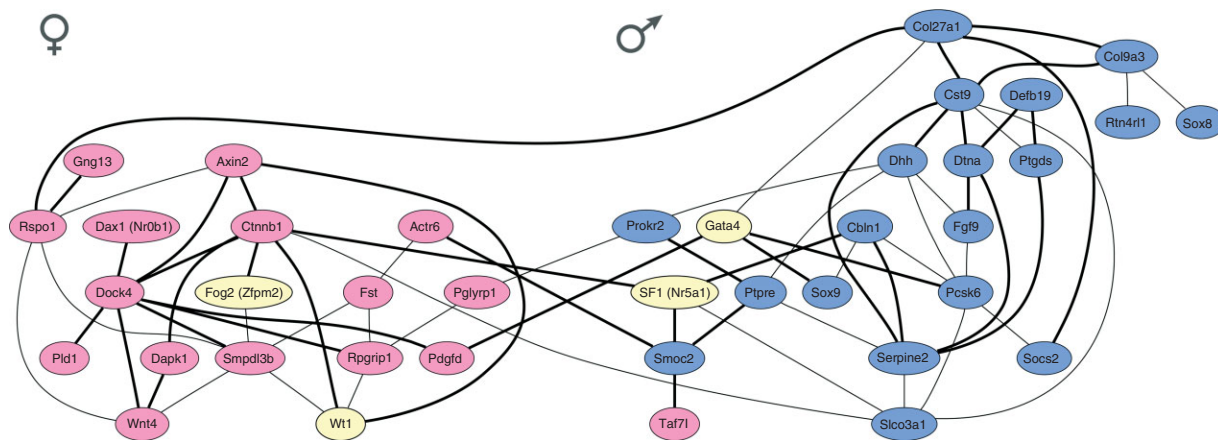 Col27a1
Col9a3
Cst9
Defb19
Rtn4rl1
Sox8
Gng13
Axin2
Dhh
Dtna
Ptgds
Rspo1
Dax1 (Nr0b1)
Ctnnb1
Actr6
Prokr2
Gata4
Cbln1
Fgf9
Dock4
Fog2 (Zfpm2)
Fst
Pglyrp1
SF1 (Nr5a1)
Ptpre
Sox9
Pcsk6
Pld1
Dapk1
Smpdl3b
Rpgrip1
Pdgfd
Smoc2
Serpine2
Socs2
Wnt4
Wt1
Taf7l
Slco3a1